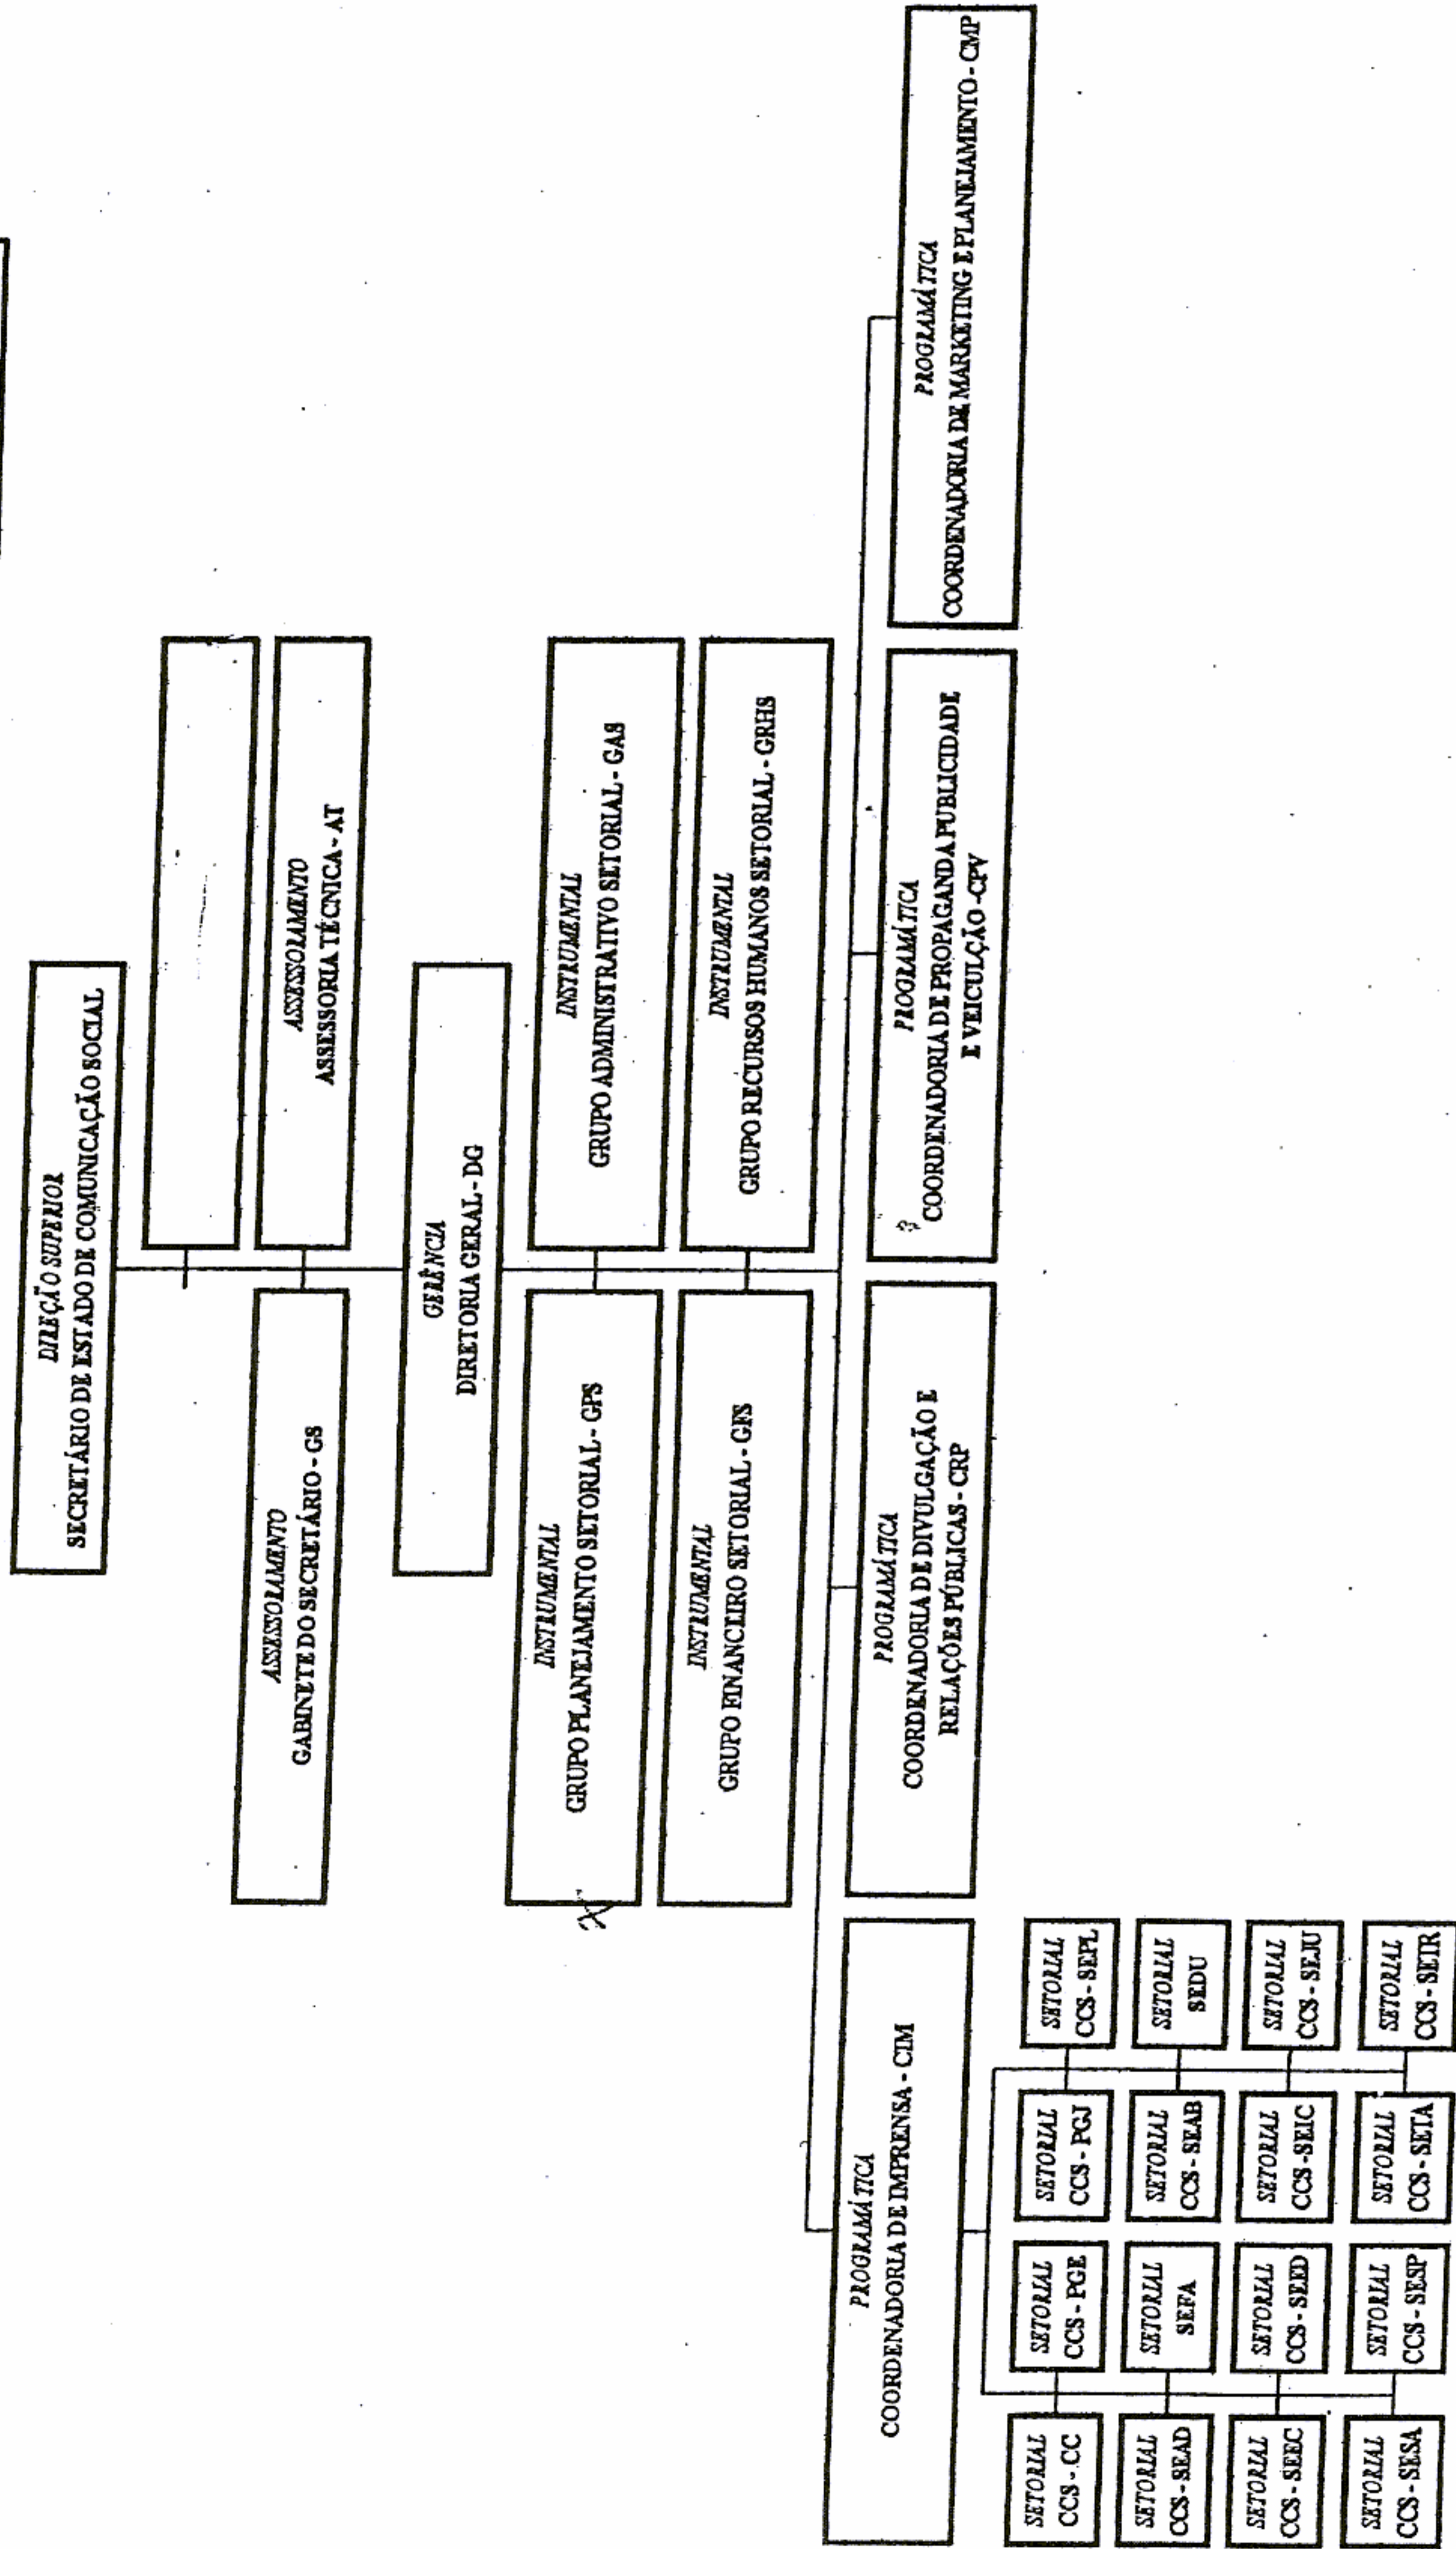 DIREÇÃO SUPERIOR
SECRETÁRIO DE ESTADO DE COMUNICAÇÃO SOCIAL
ASSESSORAMENTO
GABINETE DO SECRETÁRIO - GS
ASSESSORAMENTO
ASSESSORIA TÉCNICA - AT
GERÊNCIA
DIRETORIA GERAL - DG
INSTRUMENTAL
GRUPO PLANEJAMENTO SETORIAL - GPS
INSTRUMENTAL
GRUPO ADMINISTRATIVO SETORIAL - GAS
INSTRUMENTAL
GRUPO FINANCEIRO SETORIAL - GFS
INSTRUMENTAL
GRUPO RECURSOS HUMANOS SETORIAL - GRHS
PROGRAMÁTICA
COORDENADORIA DE IMPRENSA - CIM
PROGRAMÁTICA
COORDENADORIA DE DIVULGAÇÃO E
RELAÇÕES PÚBLICAS - CRP
PROGRAMÁTICA
COORDENADORIA DE PROPAGANDA PUBLICIDADE
E VEICULÇÃO - CPV
PROGRAMÁTICA
COORDENADORIA DE MARKETING E PLANEJAMENTO - CMP
SETORIAL
CCS - CC
SETORIAL
CCS - PGE
SETORIAL
CCS - PGJ
SETORIAL
CCS - SEPL
SETORIAL
CCS - SEAD
SETORIAL
SEFA
SETORIAL
CCS - SEAB
SETORIAL
SEDU
SETORIAL
CCS - SEEC
SETORIAL
CCS - SEED
SETORIAL
CCS - SEIC
SETORIAL
CCS - SEJU
SETORIAL
CCS - SESA
SETORIAL
CCS - SESP
SETORIAL
CCS - SETA
SETORIAL
CCS - SETR